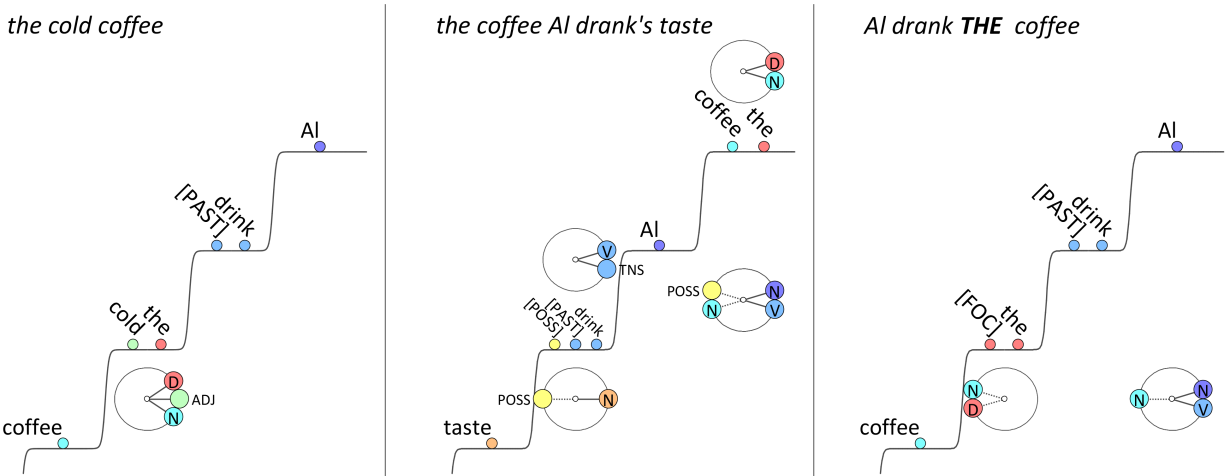 the cold coffee
Al
[PAST] drink
cold the
D
ADJ
N
coffee
the coffee Al drank's taste
D
N
coffee the
Al
V
TNS
POSS
N
N
V
[POSS] [PAST] drink
POSS
N
taste
Al drank THE coffee
Al
[PAST] drink
[FOC] the
N
D
N
N
V
coffee